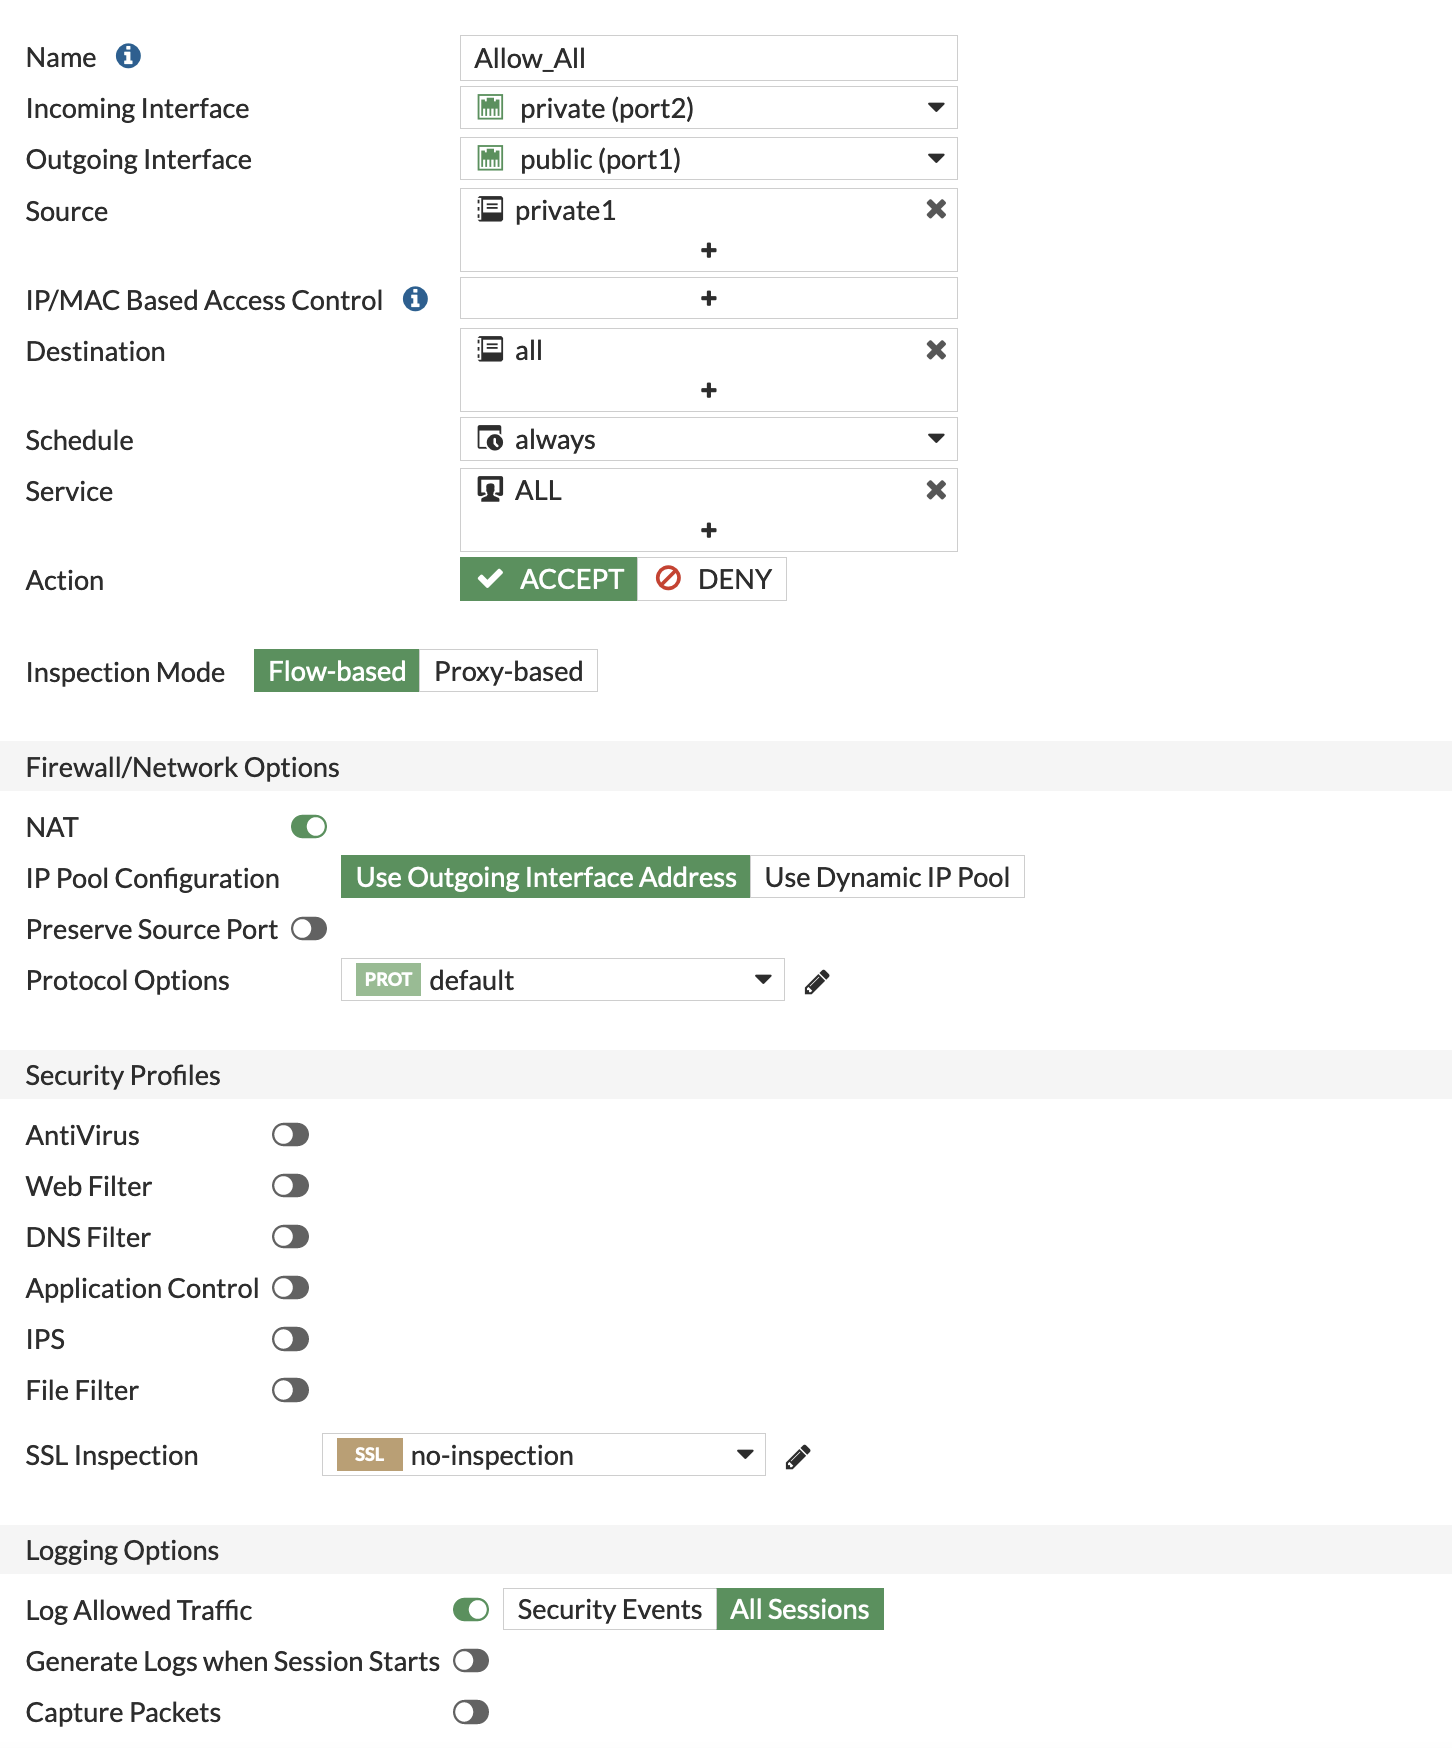 Name Allow_All
Incoming Interface private (port2)
Outgoing Interface public (port1)
Source private1
IP/MAC Based Access Control
Destination all
Schedule always
Service ALL
Action ACCEPT DENY
Inspection Mode Flow-based Proxy-based
Firewall/Network Options
NAT
IP Pool Configuration Use Outgoing Interface Address Use Dynamic IP Pool
Preserve Source Port
Protocol Options PROT default
Security Profiles
AntiVirus
Web Filter
DNS Filter
Application Control
IPS
File Filter
SSL Inspection SSL no-inspection
Logging Options
Log Allowed Traffic Security Events All Sessions
Generate Logs when Session Starts
Capture Packets